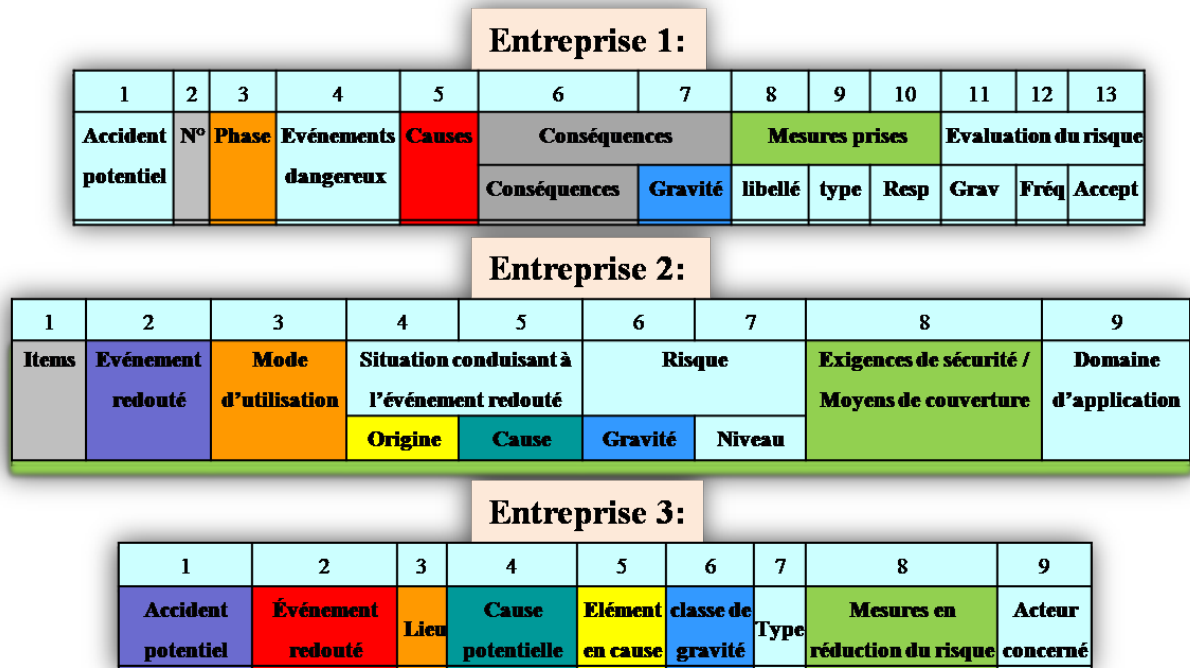 Entreprise 1:
1 2 3 4 5 6 7 8 9 10 11 12 13
Accident N° Phase Evénements Causes Conséquences Mesures prises Evaluation du risque
potentiel dangereux Conséquences Gravité libellé type Resp Grav Fréq Accept
Entreprise 2:
1 2 3 4 5 6 7 8 9
Items Evénement Mode Situation conduisant à Risque Exigences de sécurité / Domaine
redouté d'utilisation l'événement redouté Moyens de couverture d'application
Origine Cause Gravité Niveau
Entreprise 3:
1 2 3 4 5 6 7 8 9
Accident Événement Lieu Cause Elément classe de Type Mesures en Acteur
potentiel redouté potentielle en cause gravité réduction du risque concerné